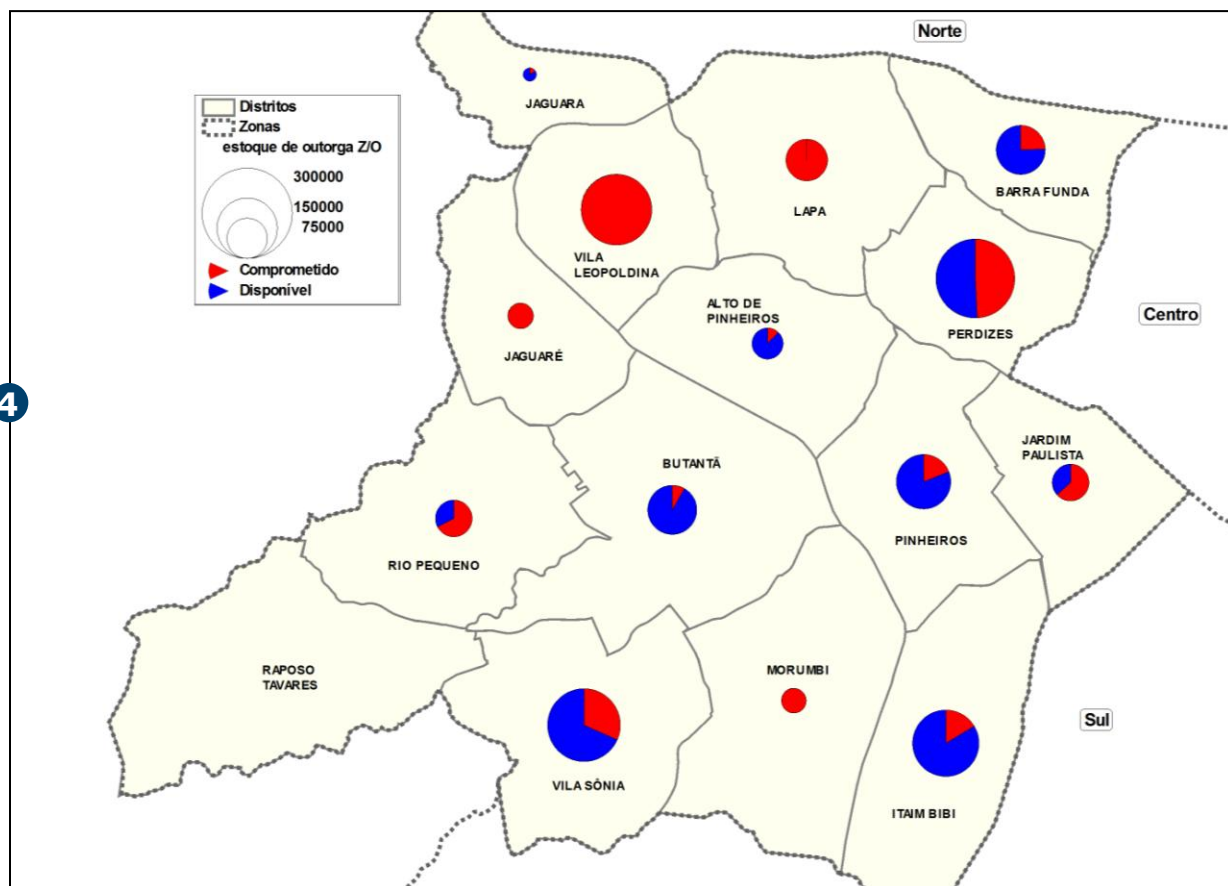 Norte
JAGUARA
Distritos
Zonas
estoque de outorga Z/O
300000
150000
75000
Comprometido
Disponível
BARRA FUNDA
LAPA
VILA
LEOPOLDINA
ALTO DE
PINHEIROS
PERDIZES
Centro
JAGUARÉ
4
JARDIM
PAULISTA
BUTANTÃ
PINHEIROS
RIO PEQUENO
RAPOSO
TAVARES
MORUMBI
Sul
VILA SÔNIA
ITAIM BIBI